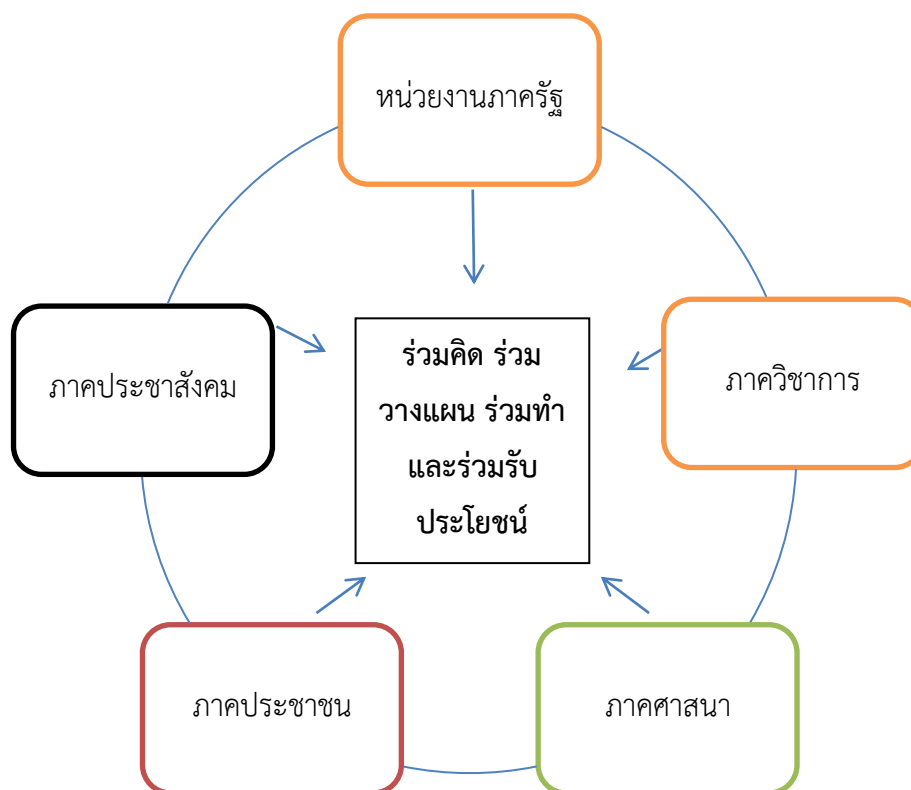 หน่วยงานภาครัฐ
ภาคประชาสังคม
ร่วมคิด ร่วม
วางแผน ร่วมทำ
และร่วมรับ
ประโยชน์
ภาควิชาการ
ภาคประชาชน
ภาคศาสนา